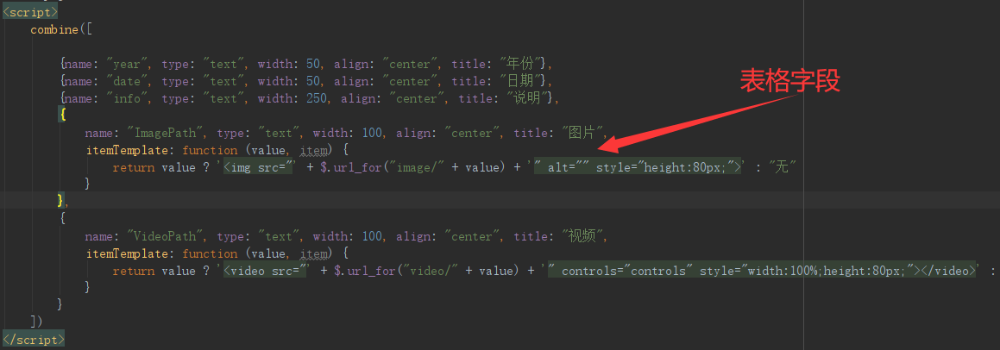 <script>
combine([
{name: "year", type: "text", width: 50, align: "center", title: "年份"},
{name: "date", type: "text", width: 50, align: "center", title: "日期"},
{name: "info", type: "text", width: 250, align: "center", title: "说明"},
表格字段
{
name: "ImagePath", type: "text", width: 100, align: "center", title: "图片",
itemTemplate: function (value, item) {
return value ? '<img src="' + $.url_for("image/" + value) + '" alt="" style="height:80px;">' : "无"
}
},
{
name: "VideoPath", type: "text", width: 100, align: "center", title: "视频",
itemTemplate: function (value, item) {
return value ? '<video src="' + $.url_for("video/" + value) + '" controls="controls" style="width:100%;height:80px;"></video>' :
}
}
])
</script>